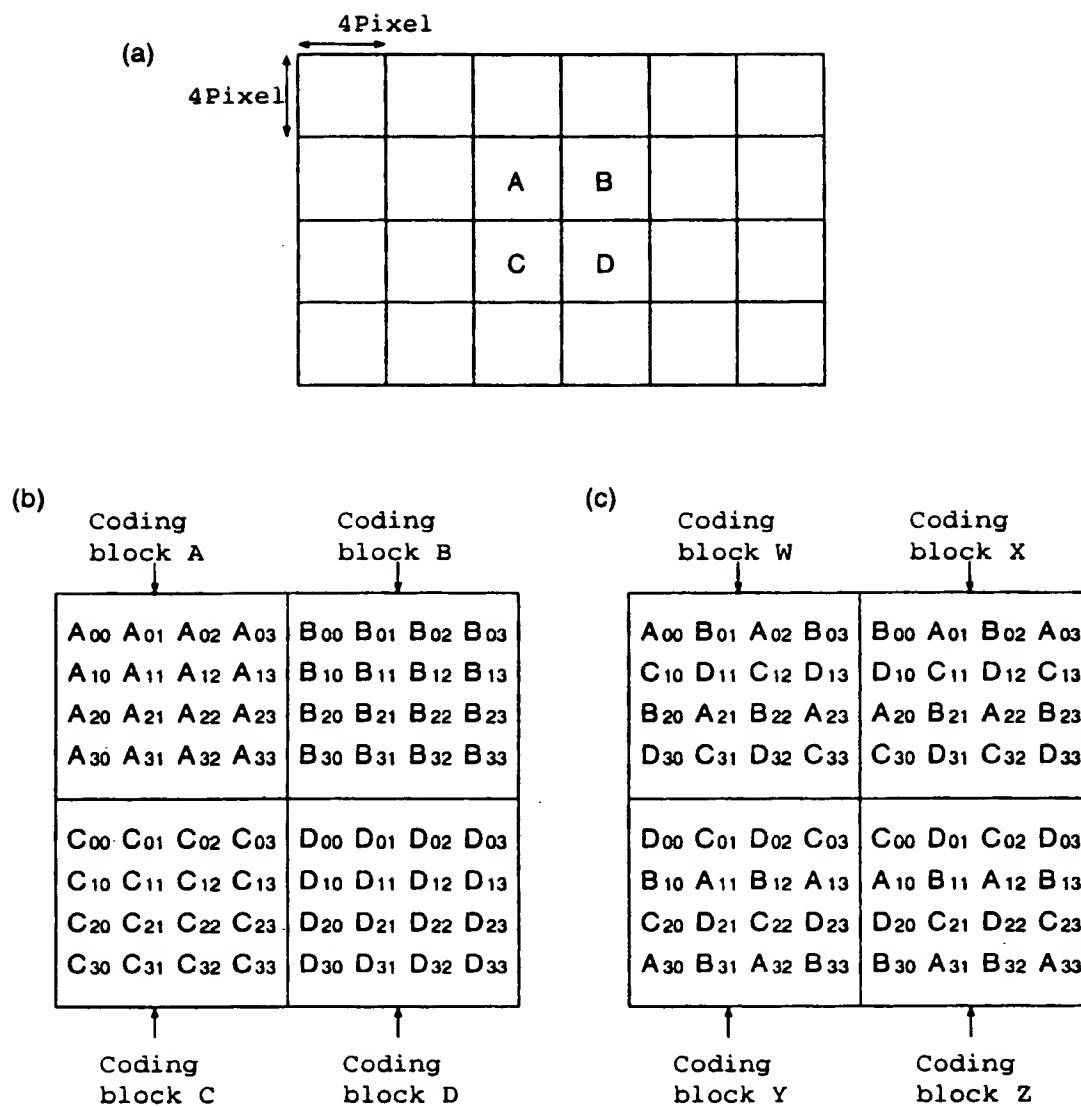 (a)
4Pixel
4Pixel
A B
C D
(b)
Coding block A
Coding block B
A00 A01 A02 A03 B00 B01 B02 B03
A10 A11 A12 A13 B10 B11 B12 B13
A20 A21 A22 A23 B20 B21 B22 B23
A30 A31 A32 A33 B30 B31 B32 B33
C00 C01 C02 C03 D00 D01 D02 D03
C10 C11 C12 C13 D10 D11 D12 D13
C20 C21 C22 C23 D20 D21 D22 D23
C30 C31 C32 C33 D30 D31 D32 D33
Coding block C
Coding block D
(c)
Coding block W
Coding block X
A00 B01 A02 B03 B00 A01 B02 A03
C10 D11 C12 D13 D10 C11 D12 C13
B20 A21 B22 A23 A20 B21 A22 B23
D30 C31 D32 C33 C30 D31 C32 D33
D00 C01 D02 C03 C00 D01 C02 D03
B10 A11 B12 A13 A10 B11 A12 B13
C20 D21 C22 D23 D20 C21 D22 C23
A30 B31 A32 B33 B30 A31 B32 A33
Coding block Y
Coding block Z